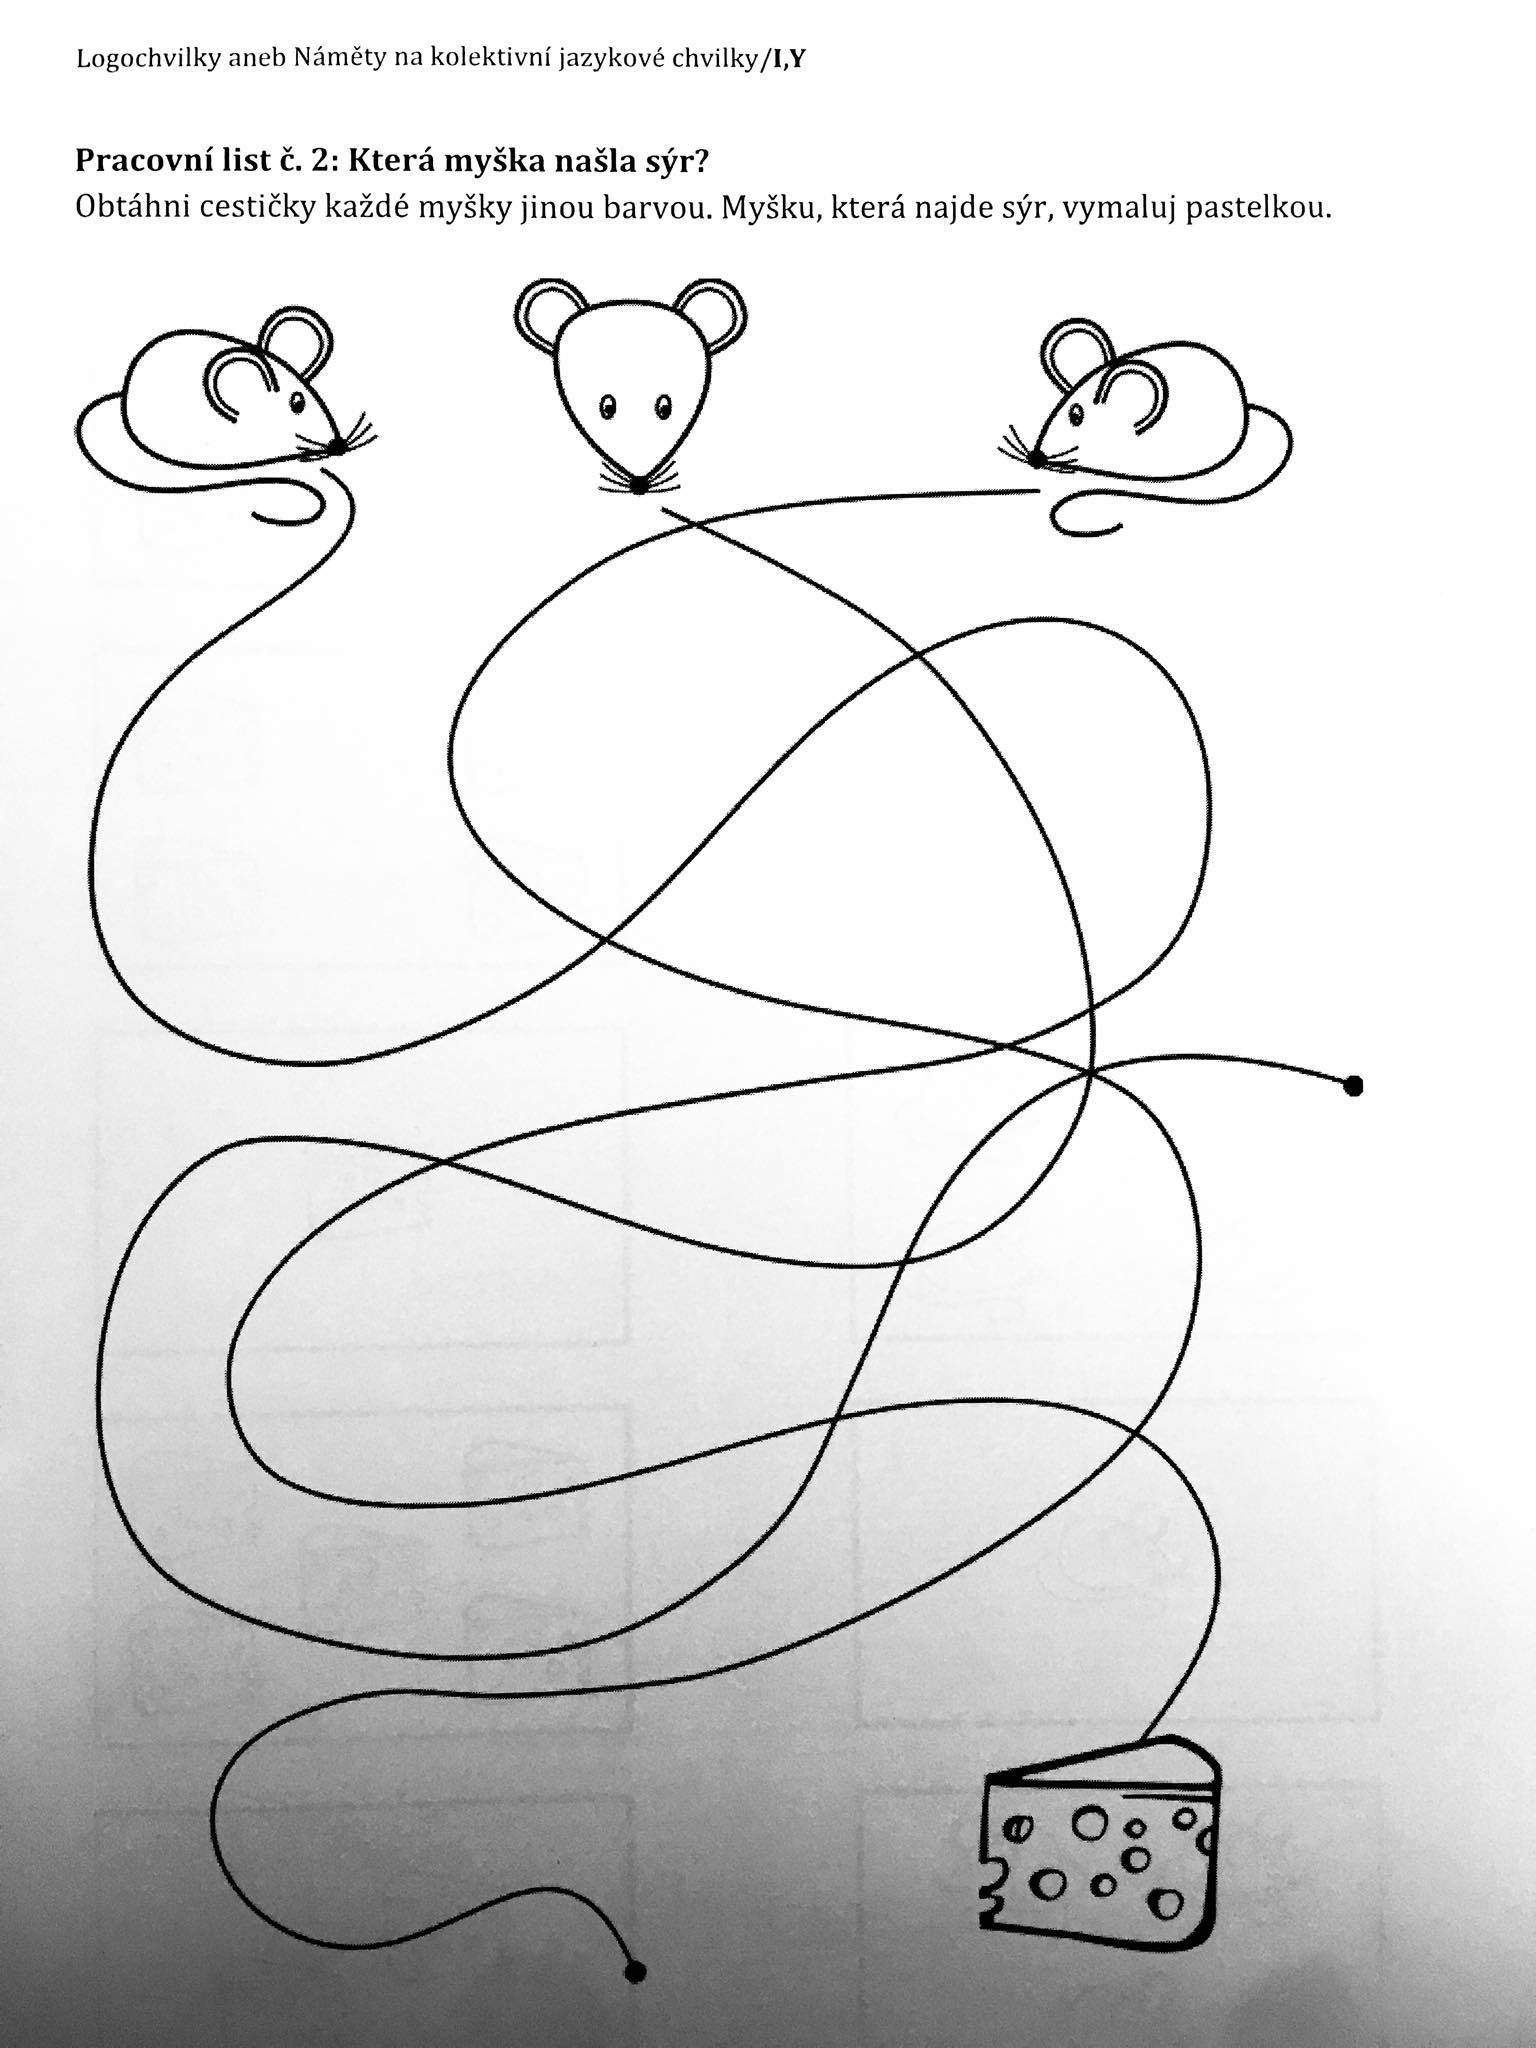 Logochvilky aneb Náměty na kolektivní jazykové chvilky/I,Y
Pracovní list č. 2: Která myška našla sýr?
Obtáhni cestičky každé myšky jinou barvou. Myšku, která najde sýr, vymaluj pastelkou.